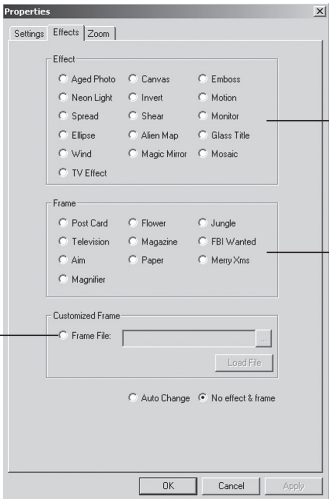 Properties
Settings Effects Zoom
Effect
Aged Photo Canvas Emboss
Neon Light Invert Motion
Spread Shear Monitor
Ellipse Alien Map Glass Title
Wind Magic Mirror Mosaic
TV Effect
Frame
Post Card Flower Jungle
Television Magazine FBI Wanted
Aim Paper Merry Xms
Magnifier
Customized Frame
Frame File: ...
Load File
Auto Change No effect & frame
OK Cancel Apply